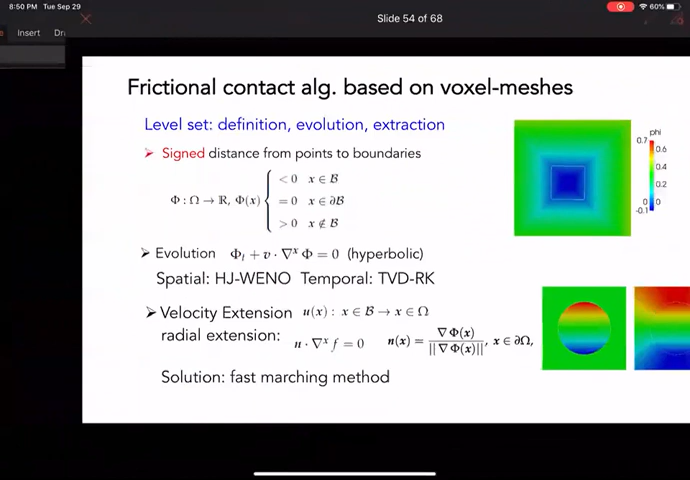 8:50 PM Tue Sep 29
60%
Slide 54 of 68
Insert
Frictional contact alg. based on voxel-meshes
Level set: definition, evolution, extraction
➤ Signed distance from points to boundaries
Φ : Ω → ℝ, Φ(x) { < 0 x ∈ ℬ
= 0 x ∈ ∂ℬ
> 0 x ∉ ℬ
phi
0.7
0.6
0.4
0.2
0 0
-0.1
➤ Evolution Φₜ + v · ∇ˣ Φ = 0 (hyperbolic)
Spatial: HJ-WENO Temporal: TVD-RK
➤ Velocity Extension u(x) : x ∈ ℬ → x ∈ Ω
radial extension: n · ∇ˣ f = 0 n(x) = ∇Φ(x) / ||∇Φ(x)||, x ∈ ∂Ω,
Solution: fast marching method